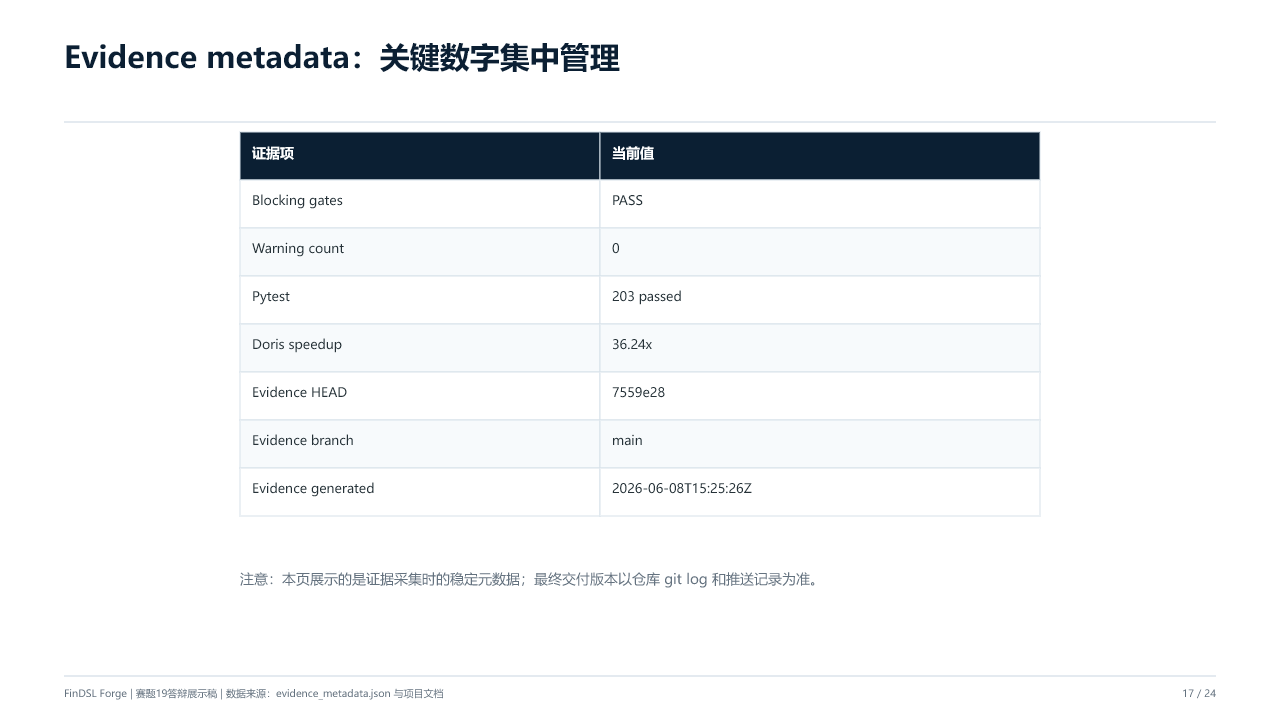 Evidence metadata：关键数字集中管理
证据项 当前值
Blocking gates PASS
Warning count 0
Pytest 203 passed
Doris speedup 36.24x
Evidence HEAD 7559e28
Evidence branch main
Evidence generated 2026-06-08T15:25:26Z
注意：本页展示的是证据采集时的稳定元数据；最终交付版本以仓库 git log 和推送记录为准。
FinDSL Forge | 赛题19答辩展示稿 | 数据来源：evidence_metadata.json 与项目文档 17 / 24